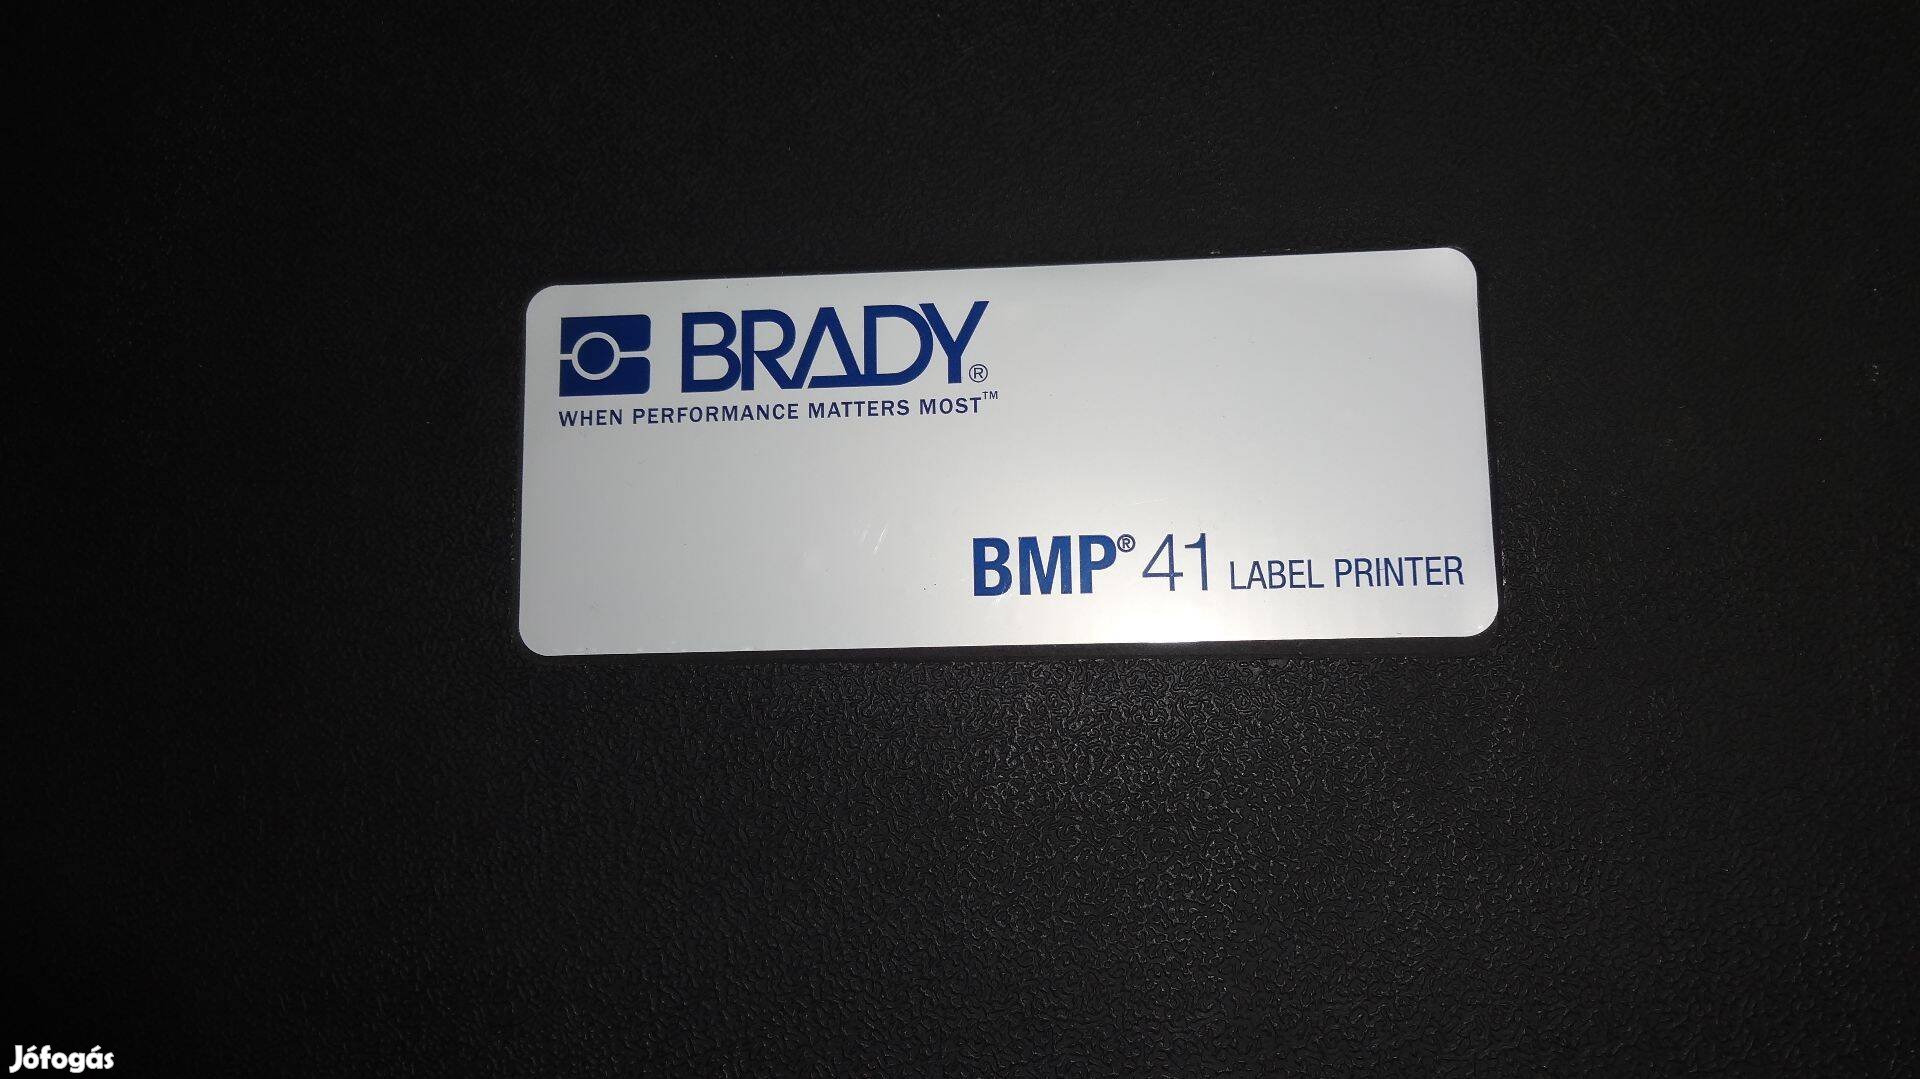 BRADY®
WHEN PERFORMANCE MATTERS MOST™
BMP® 41 LABEL PRINTER
Jófogás